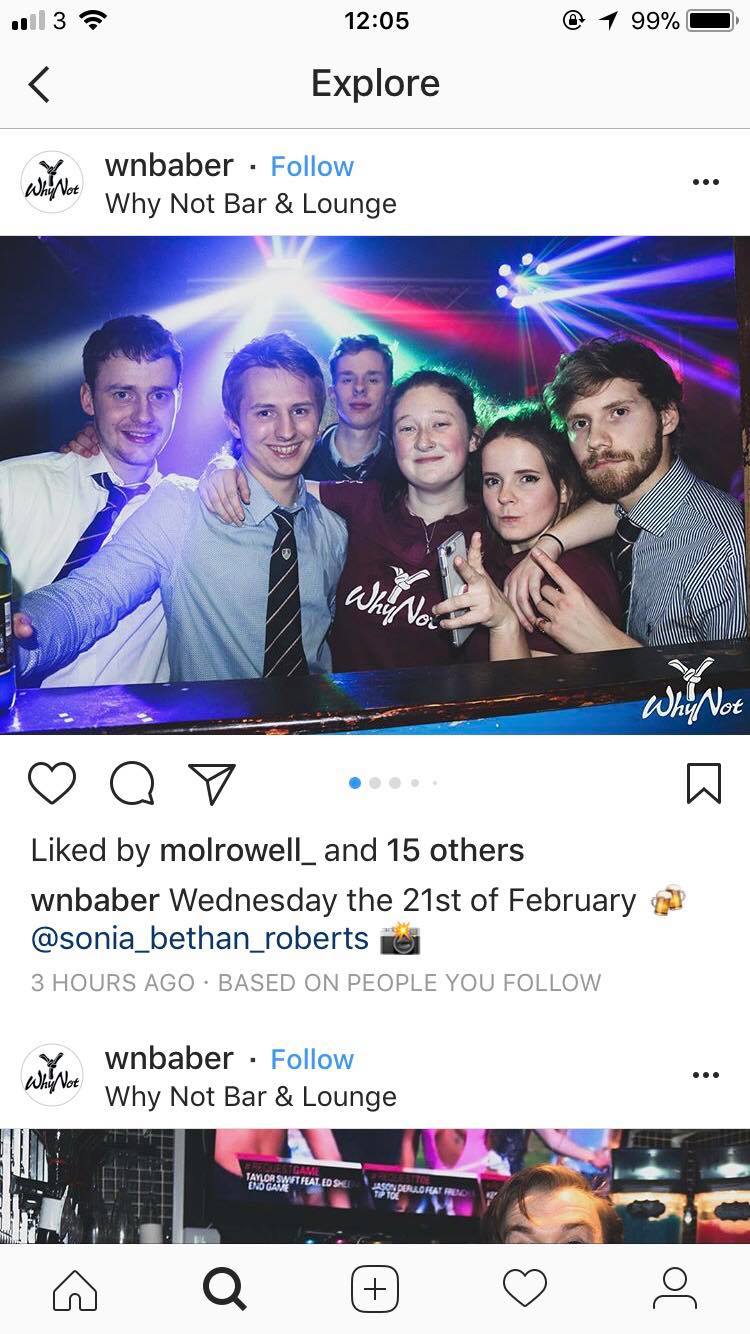 3 12:05 99%
Explore
WhyNot
wnbaber · Follow
Why Not Bar & Lounge
WhyNot
WhyNot
Liked by molrowell_ and 15 others
wnbaber Wednesday the 21st of February 🍻
@sonia_bethan_roberts 📸
3 HOURS AGO · BASED ON PEOPLE YOU FOLLOW
WhyNot
wnbaber · Follow
Why Not Bar & Lounge
#REQUESTGAME
TAYLOR SWIFT FEAT. ED SHEE
END GAME
JASON DERULO FEAT FRENCH
TIP TOE